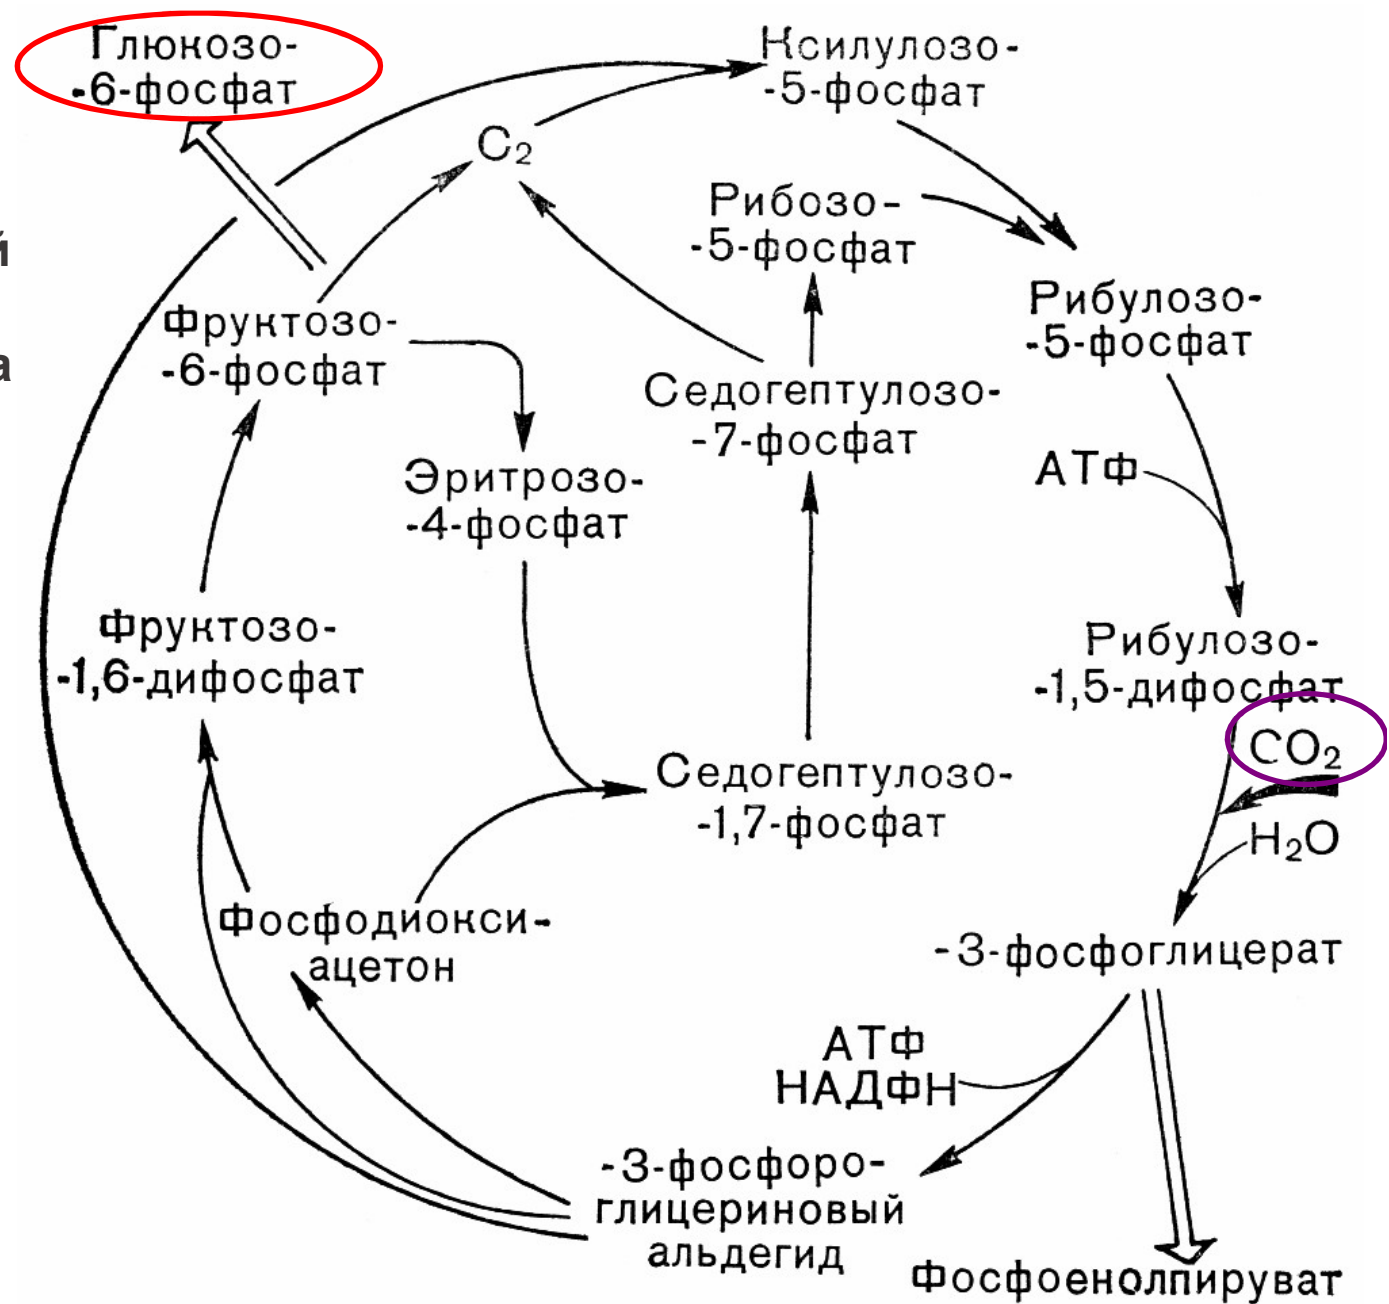 Глюкозо-
-6-фосфат
Ксилулозо-
-5-фосфат
C₂
Рибозо-
-5-фосфат
й
Рибулозо-
-5-фосфат
Фруктозо-
-6-фосфат
а
Седогептулозо-
-7-фосфат
АТФ
Эритрозо-
-4-фосфат
Фруктозо-
-1,6-дифосфат
Рибулозо-
-1,5-дифосфат
CO₂
Седогептулозо-
-1,7-фосфат
H₂O
Фосфодиокси-
ацетон
-3-фосфоглицерат
АТФ
НАДФН
-3-фосфоро-
глицериновый
альдегид
Фосфоенолпируват